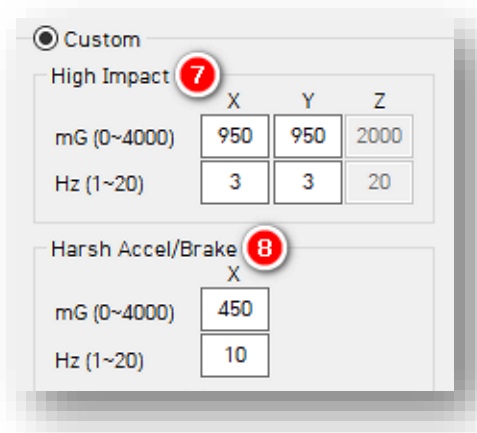 Custom
High Impact 7
X Y Z
mG (0~4000) 950 950 2000
Hz (1~20) 3 3 20
Harsh Accel/Brake 8
X
mG (0~4000) 450
Hz (1~20) 10